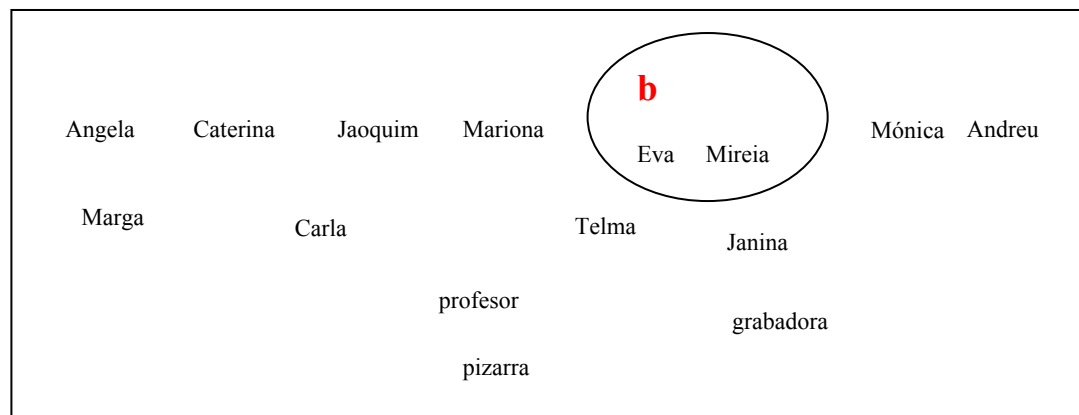 b
Angela Caterina Jaoquim Mariona Eva Mireia Mónica Andreu
Marga Carla Telma Janina
profesor
grabadora
pizarra